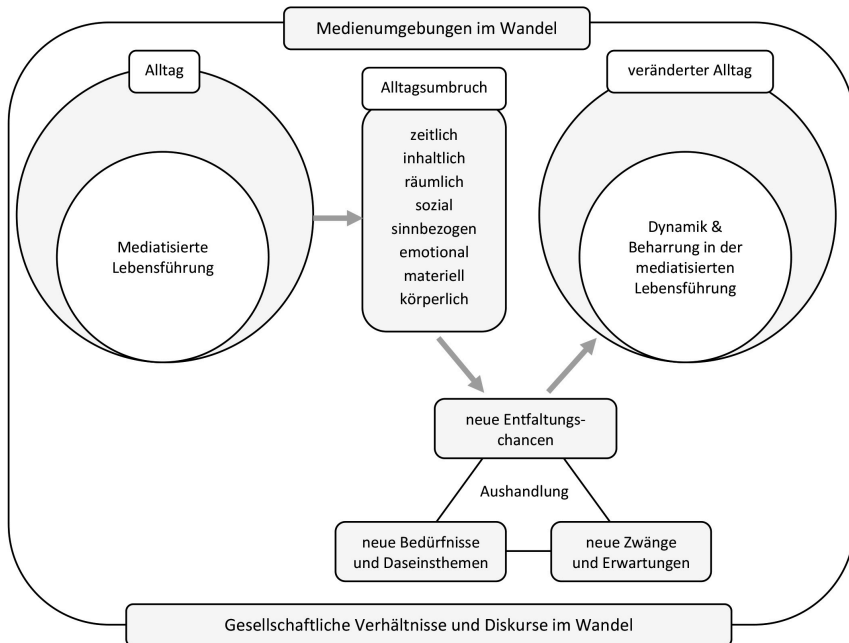 Medienumgebungen im Wandel
Alltag
Mediatisierte
Lebensführung
Alltagsumbruch
zeitlich
inhaltlich
räumlich
sozial
sinnbezogen
emotional
materiell
körperlich
veränderter Alltag
Dynamik &
Beharrung in der
mediatisierten
Lebensführung
neue Entfaltungs-
chancen
Aushandlung
neue Bedürfnisse
und Daseinsthemen
neue Zwänge
und Erwartungen
Gesellschaftliche Verhältnisse und Diskurse im Wandel